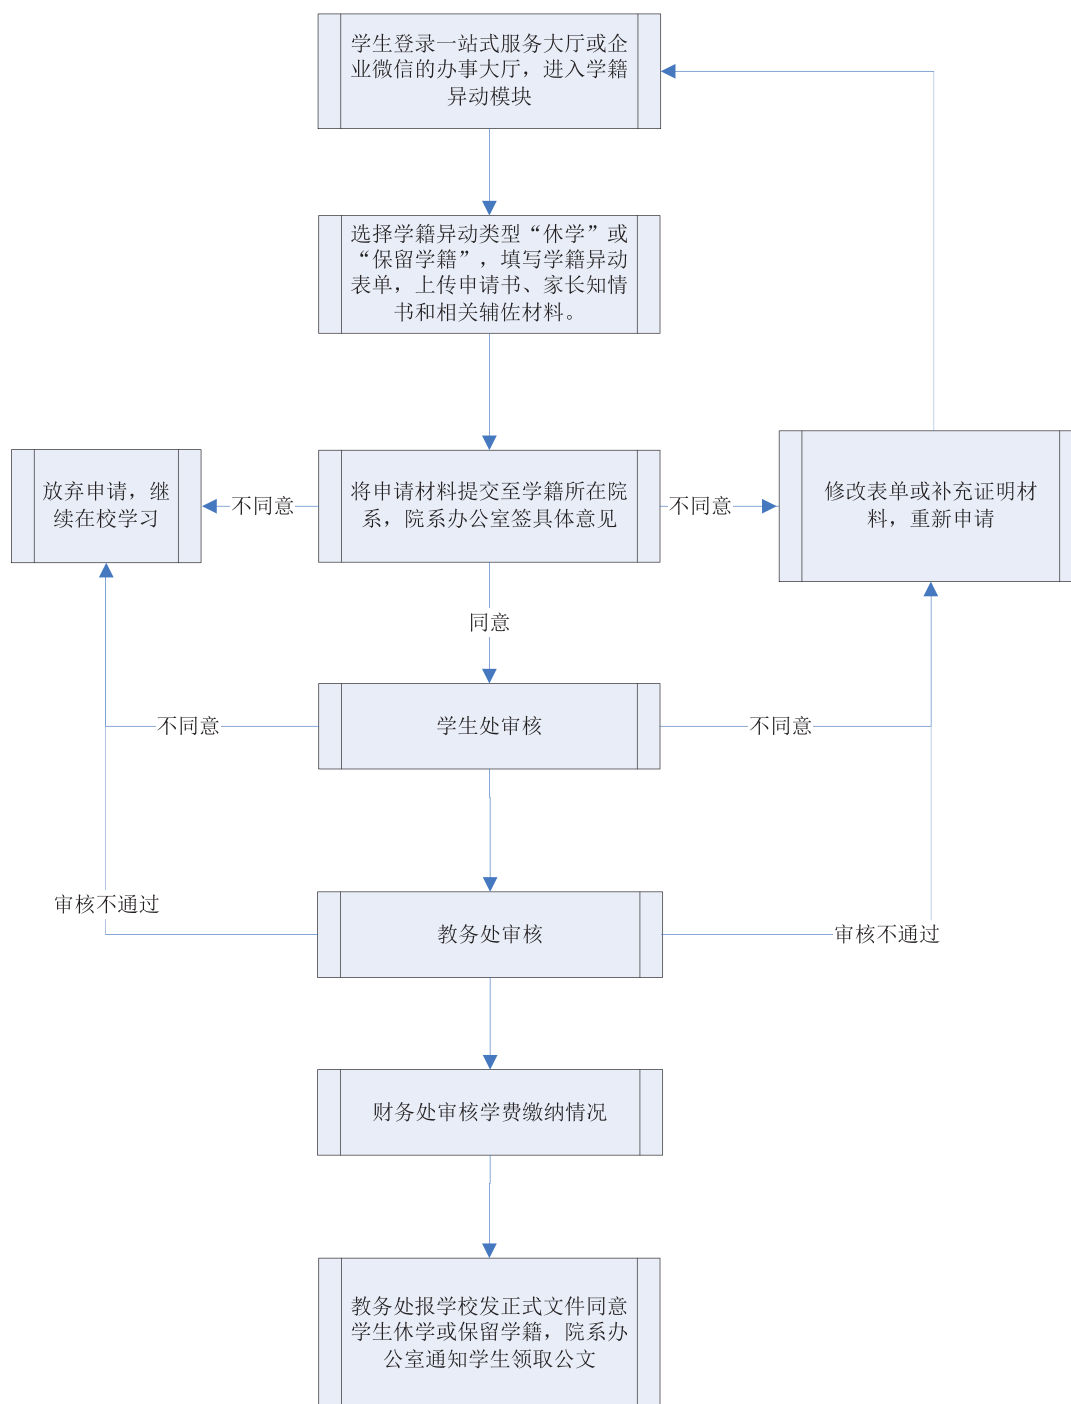 学生登录一站式服务大厅或企
业微信的办事大厅，进入学籍
异动模块
选择学籍异动类型“休学”或
“保留学籍”，填写学籍异动
表单，上传申请书、家长知情
书和相关辅佐材料。
放弃申请，继
续在校学习
不同意
将申请材料提交至学籍所在院
系，院系办公室签具体意见
不同意
修改表单或补充证明材
料，重新申请
同意
不同意
学生处审核
不同意
审核不通过
教务处审核
审核不通过
财务处审核学费缴纳情况
教务处报学校发正式文件同意
学生休学或保留学籍，院系办
公室通知学生领取公文